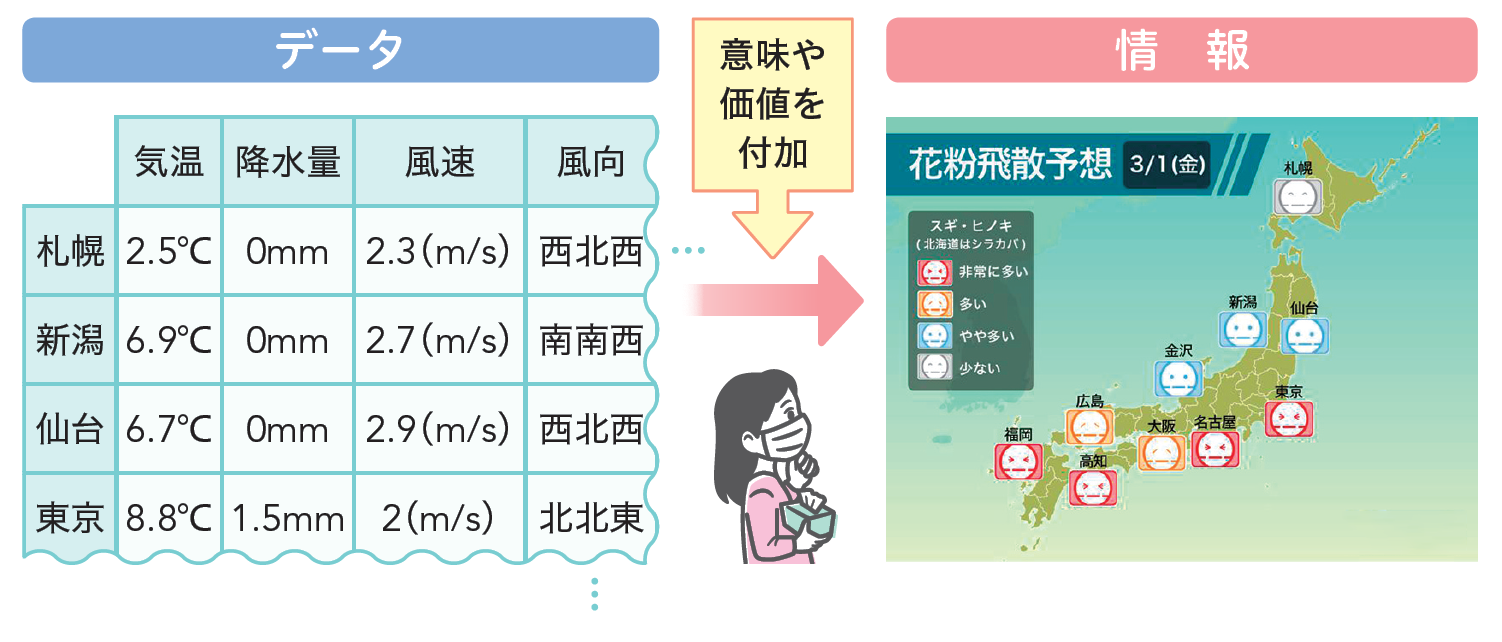 データ
気温 降水量 風速 風向
札幌 2.5℃ 0mm 2.3(m/s) 西北西 …
新潟 6.9℃ 0mm 2.7(m/s) 南南西
仙台 6.7℃ 0mm 2.9(m/s) 西北西
東京 8.8℃ 1.5mm 2(m/s) 北北東
⋮
意味や
価値を
付加
情 報
花粉飛散予想 3/1(金)
スギ・ヒノキ
(北海道はシラカバ)
非常に多い
多い
やや多い
少ない
札幌
新潟
仙台
金沢
東京
広島
大阪
名古屋
福岡
高知